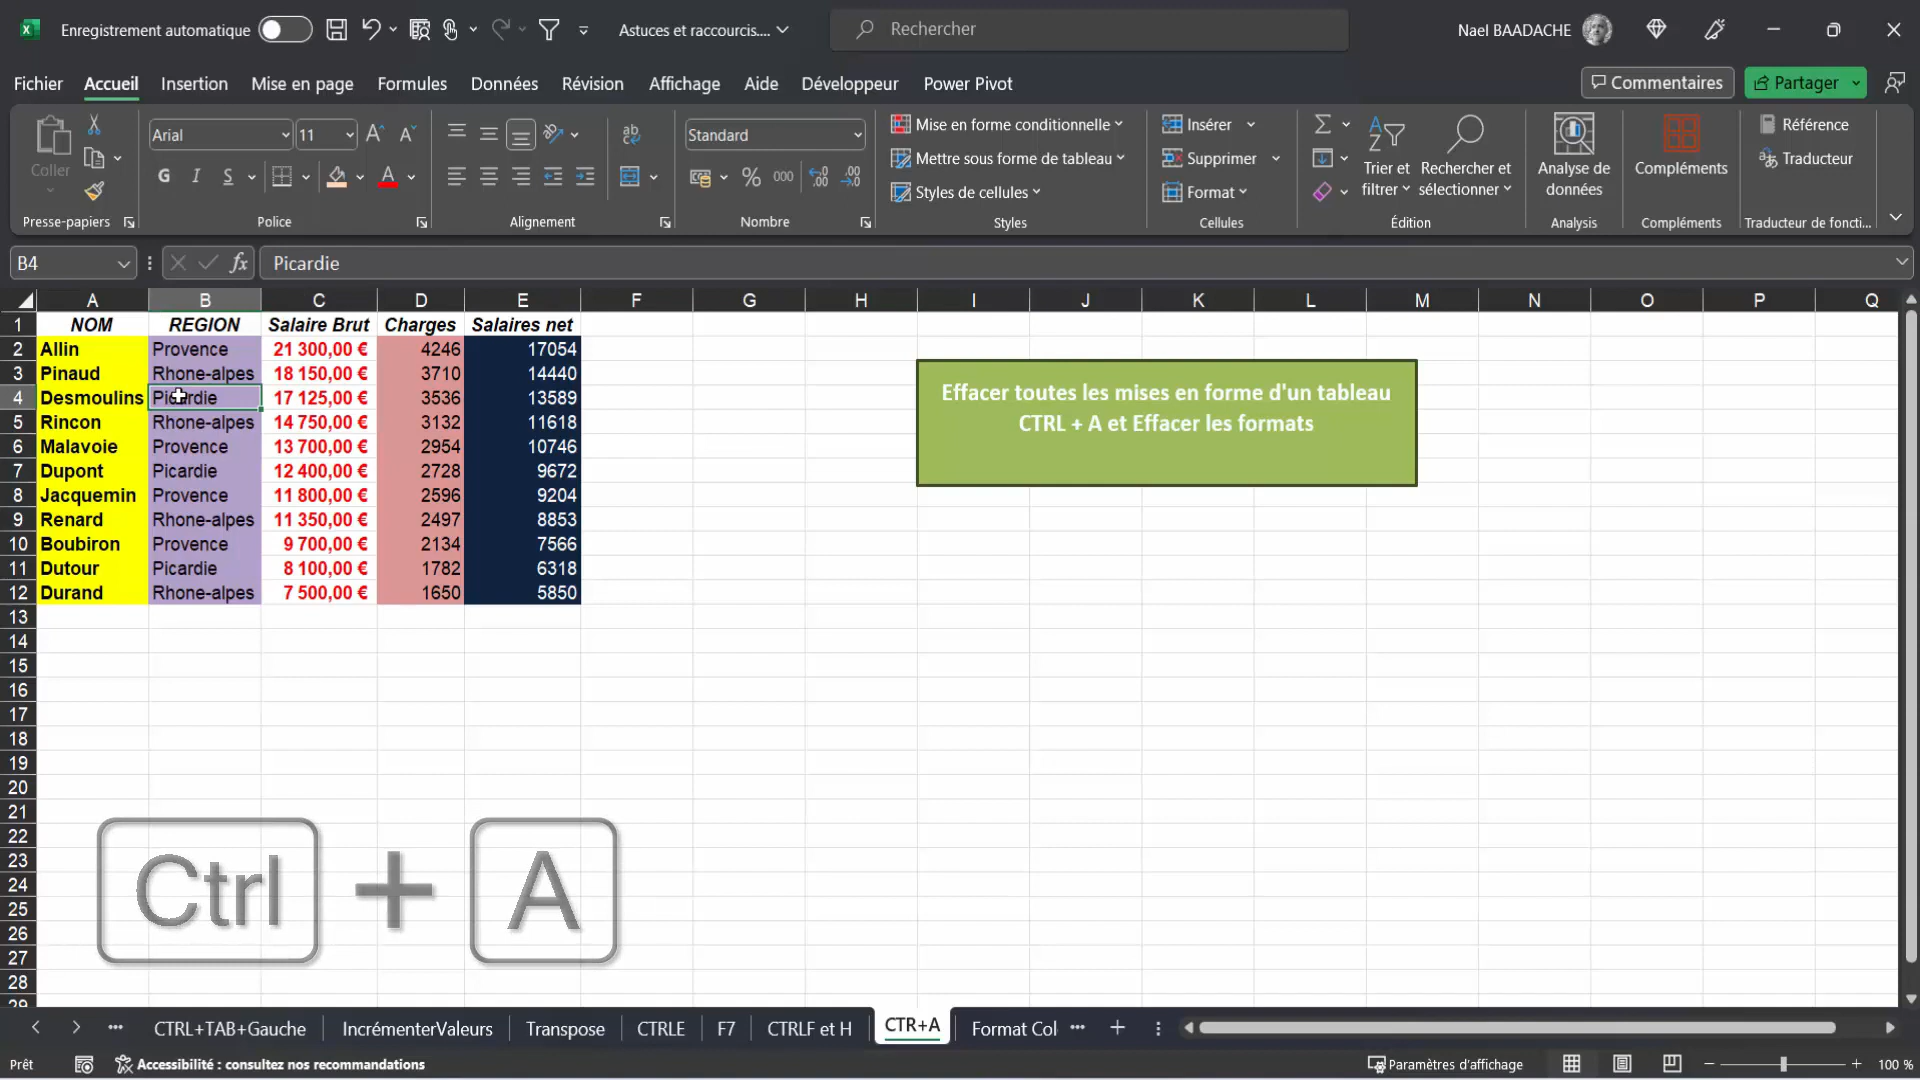 Enregistrement automatique
Astuces et raccourcis....
Rechercher
Nael BAADACHE
Fichier
Accueil
Insertion
Mise en page
Formules
Données
Révision
Affichage
Aide
Développeur
Power Pivot
Commentaires
Partager
Coller
Presse-papiers
Arial
11
G I S
Police
Alignement
Standard
% 000
Nombre
Mise en forme conditionnelle
Mettre sous forme de tableau
Styles de cellules
Styles
Insérer
Supprimer
Format
Cellules
Trier et
filtrer
Rechercher et
sélectionner
Édition
Analyse de
données
Analysis
Compléments
Compléments
Référence
Traducteur
Traducteur de foncti...
B4
fx
Picardie
A B C D E F G H I J K L M N O P Q
1 NOM REGION Salaire Brut Charges Salaires net
2 Allin Provence 21 300,00 € 4246 17054
3 Pinaud Rhone-alpes 18 150,00 € 3710 14440
4 Desmoulins Picardie 17 125,00 € 3536 13589
5 Rincon Rhone-alpes 14 750,00 € 3132 11618
6 Malavoie Provence 13 700,00 € 2954 10746
7 Dupont Picardie 12 400,00 € 2728 9672
8 Jacquemin Provence 11 800,00 € 2596 9204
9 Renard Rhone-alpes 11 350,00 € 2497 8853
10 Boubiron Provence 9 700,00 € 2134 7566
11 Dutour Picardie 8 100,00 € 1782 6318
12 Durand Rhone-alpes 7 500,00 € 1650 5850
Effacer toutes les mises en forme d'un tableau
CTRL + A et Effacer les formats
13
14
15
16
17
18
19
20
21
22
23
24
25
26
27
28
29
Ctrl + A
CTRL+TAB+Gauche
IncrémenterValeurs
Transpose
CTRLE
F7
CTRLF et H
CTR+A
Format Col
Prêt
Accessibilité : consultez nos recommandations
Paramètres d'affichage
100 %